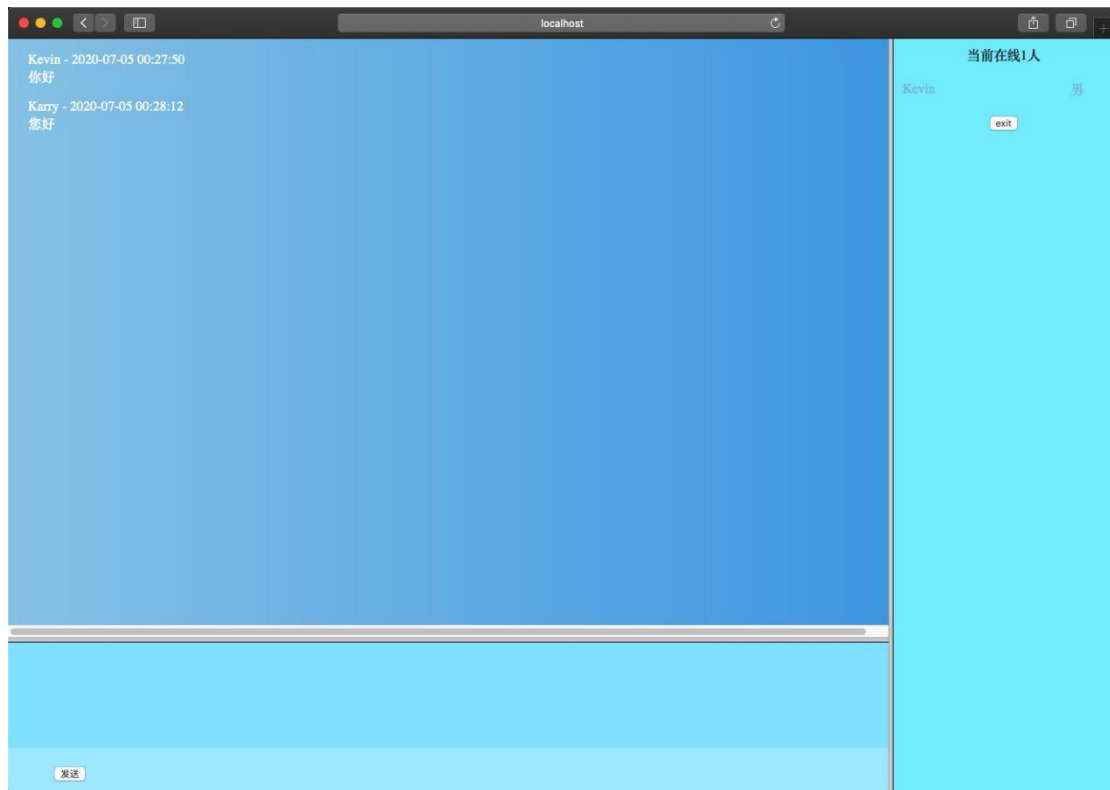 localhost
Kevin - 2020-07-05 00:27:50
你好
Karry - 2020-07-05 00:28:12
您好
当前在线1人
Kevin 男
exit
发送